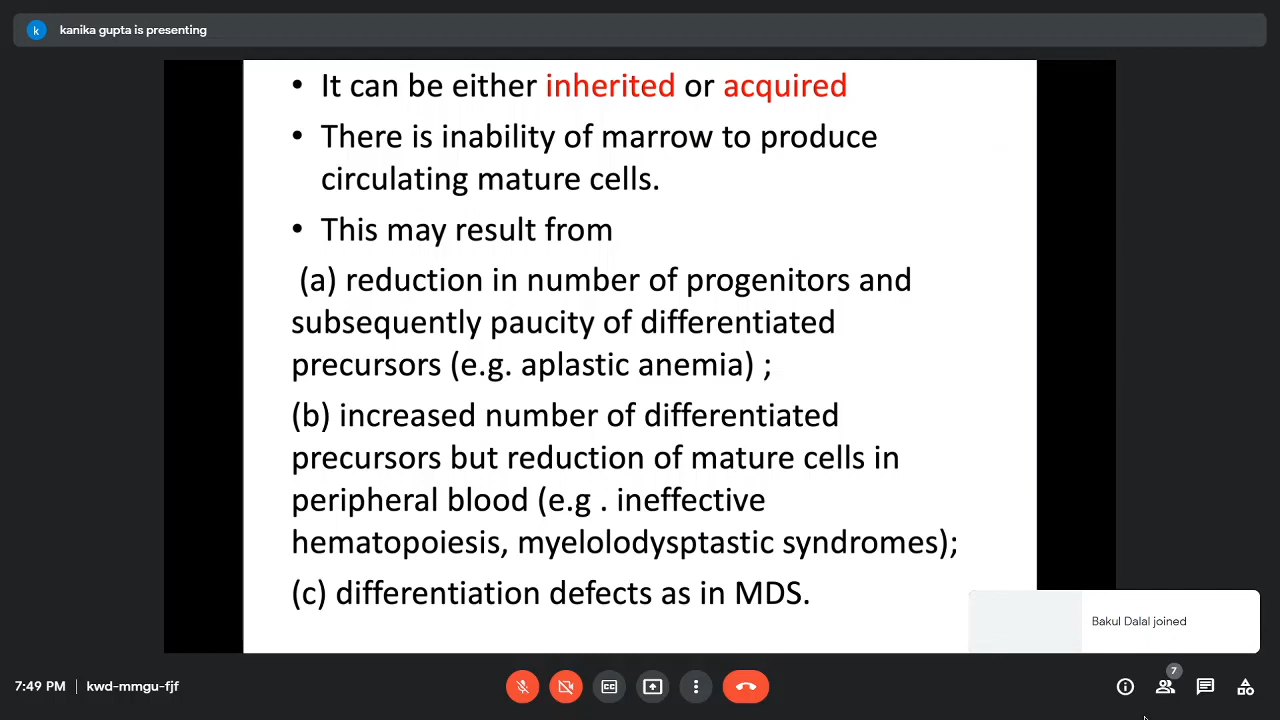 k kanika gupta is presenting
• It can be either inherited or acquired
• There is inability of marrow to produce
circulating mature cells.
• This may result from
(a) reduction in number of progenitors and
subsequently paucity of differentiated
precursors (e.g. aplastic anemia) ;
(b) increased number of differentiated
precursors but reduction of mature cells in
peripheral blood (e.g . ineffective
hematopoiesis, myelolodysptastic syndromes);
(c) differentiation defects as in MDS.
Bakul Dalal joined
7:49 PM | kwd-mmgu-fjf
CC
7